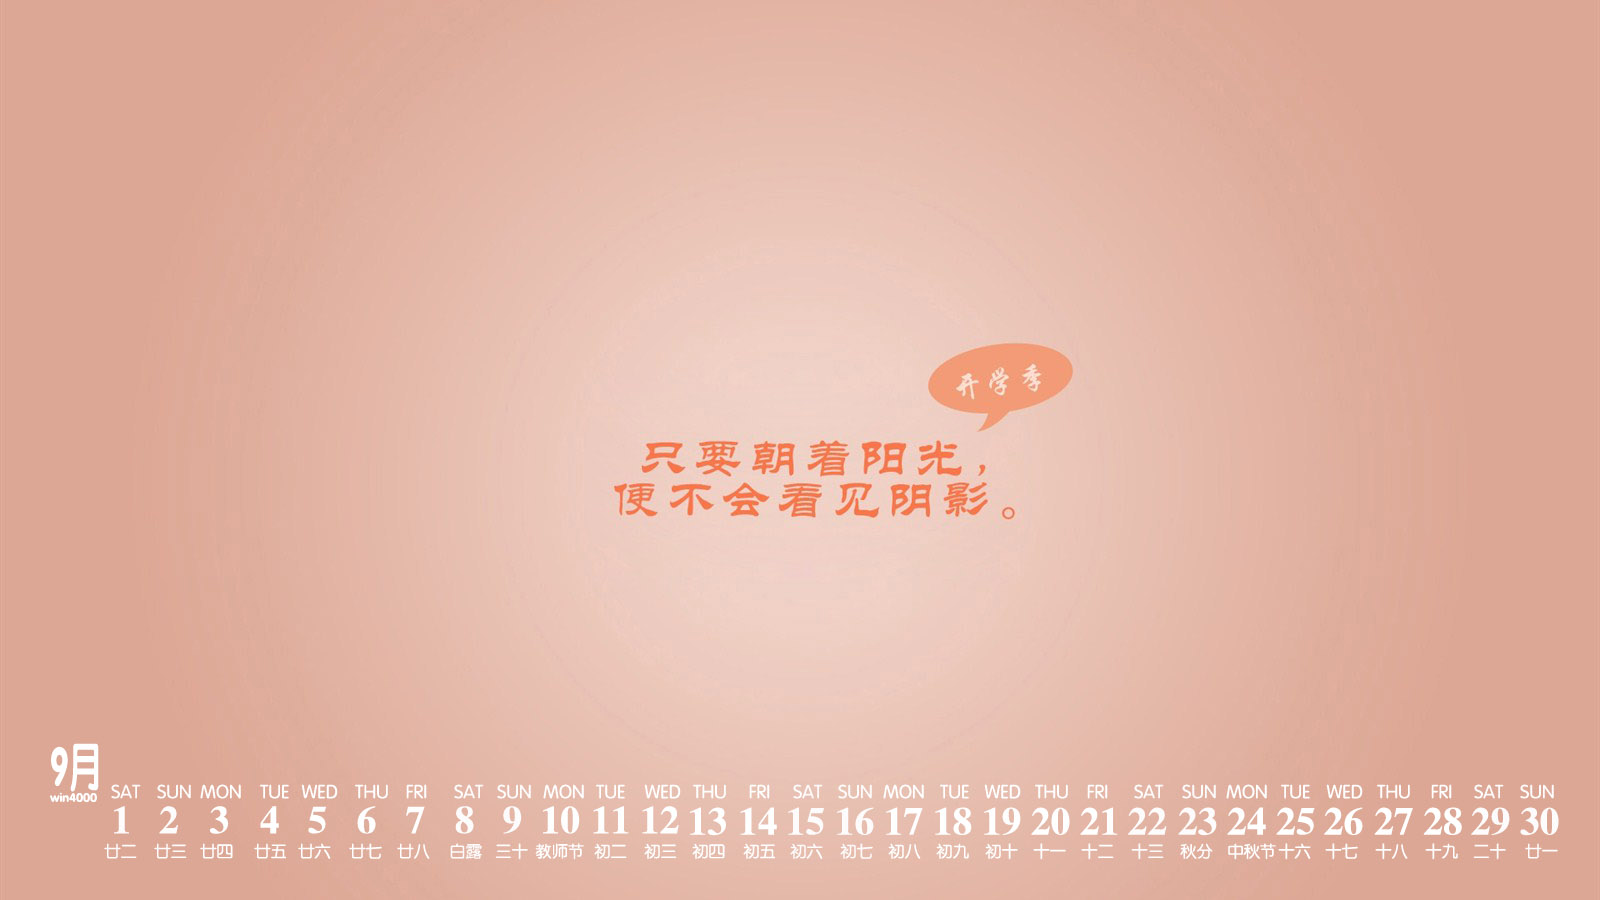 开学季
只要朝着阳光，
便不会看见阴影。
9月
win4000
SAT SUN MON TUE WED THU FRI SAT SUN MON TUE WED THU FRI SAT SUN MON TUE WED THU FRI SAT SUN MON TUE WED THU FRI SAT SUN
1 2 3 4 5 6 7 8 9 10 11 12 13 14 15 16 17 18 19 20 21 22 23 24 25 26 27 28 29 30
廿二 廿三 廿四 廿五 廿六 廿七 廿八 白露 三十 教师节 初二 初三 初四 初五 初六 初七 初八 初九 初十 十一 十二 十三 秋分 中秋节 十六 十七 十八 十九 二十 廿一